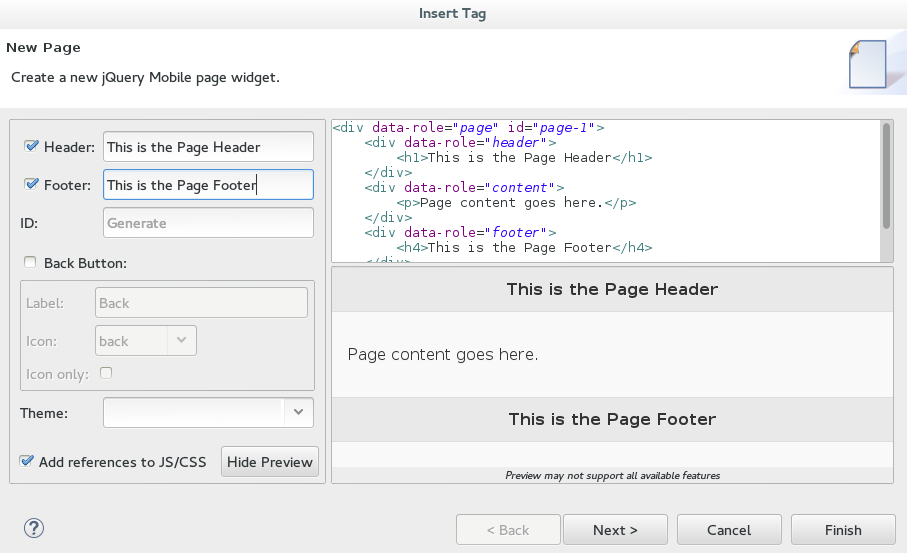 Insert Tag
New Page
Create a new jQuery Mobile page widget.
Header: This is the Page Header
Footer: This is the Page Footer
ID: Generate
Back Button:
Label: Back
Icon: back
Icon only:
Theme:
Add references to JS/CSS Hide Preview
<div data-role="page" id="page-1">
<div data-role="header">
<h1>This is the Page Header</h1>
</div>
<div data-role="content">
<p>Page content goes here.</p>
</div>
<div data-role="footer">
<h4>This is the Page Footer</h4>
</div>
This is the Page Header
Page content goes here.
This is the Page Footer
Preview may not support all available features
? < Back Next > Cancel Finish